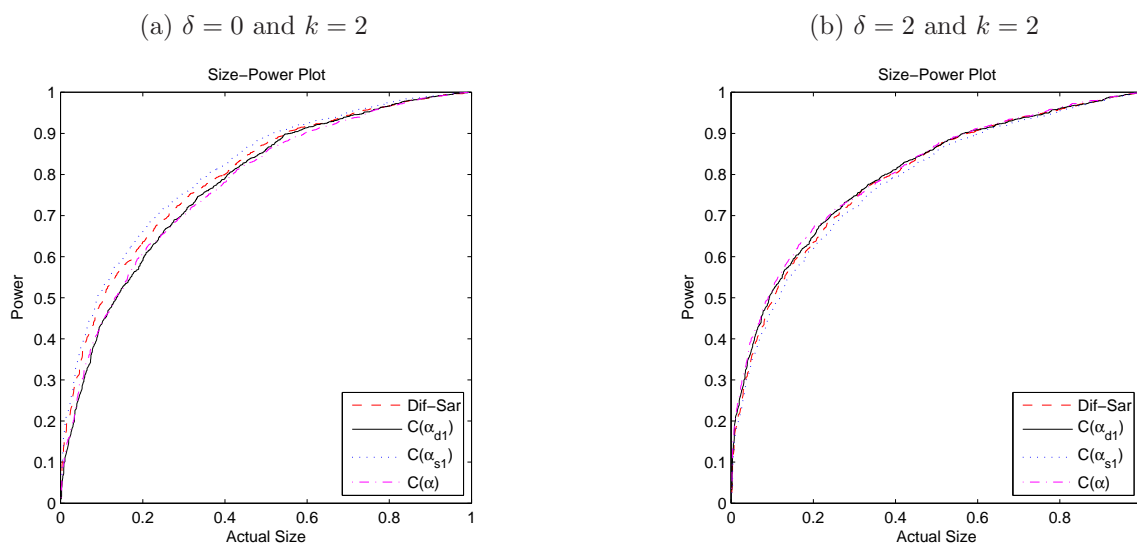 (a) δ = 0 and k = 2
Size−Power Plot
1
0.9
0.8
0.7
0.6
0.5
0.4
0.3
0.2
0.1
0
Power
0 0.2 0.4 0.6 0.8 1
Actual Size
Dif−Sar
C(α_d1)
C(α_s1)
C(α)
(b) δ = 2 and k = 2
Size−Power Plot
1
0.9
0.8
0.7
0.6
0.5
0.4
0.3
0.2
0.1
0
Power
0 0.2 0.4 0.6 0.8
Actual Size
Dif−Sar
C(α_d1)
C(α_s1)
C(α)